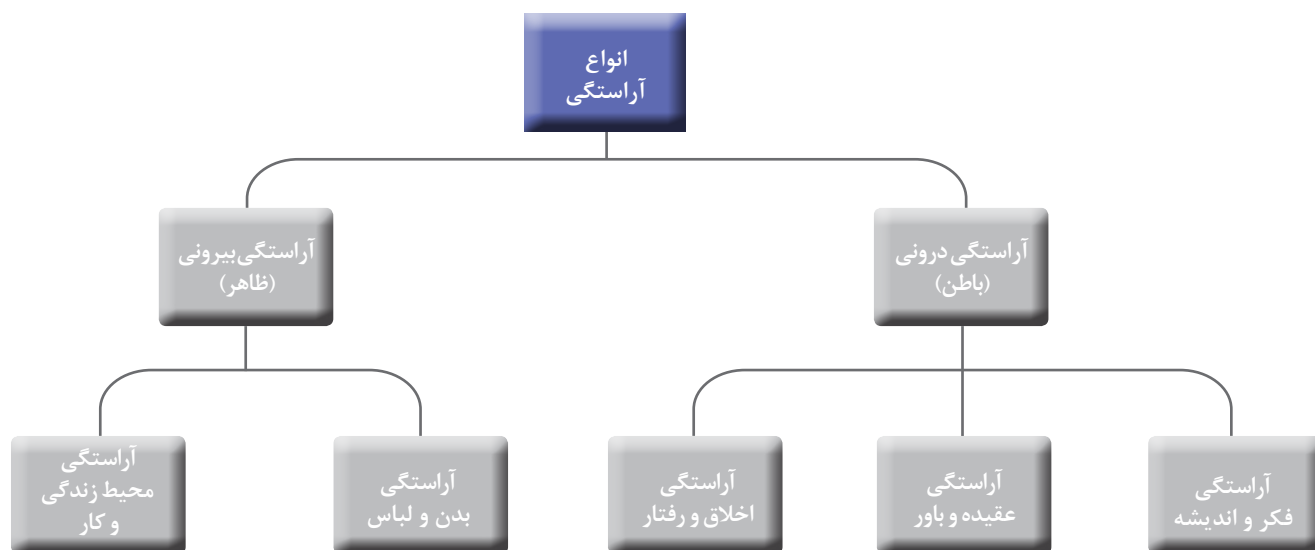 انواع
آراستگی
آراستگی درونی
(باطن)
آراستگی بیرونی
(ظاهر)
آراستگی
فکر و اندیشه
آراستگی
عقیده و باور
آراستگی
اخلاق و رفتار
آراستگی
بدن و لباس
آراستگی
محیط زندگی
و کار